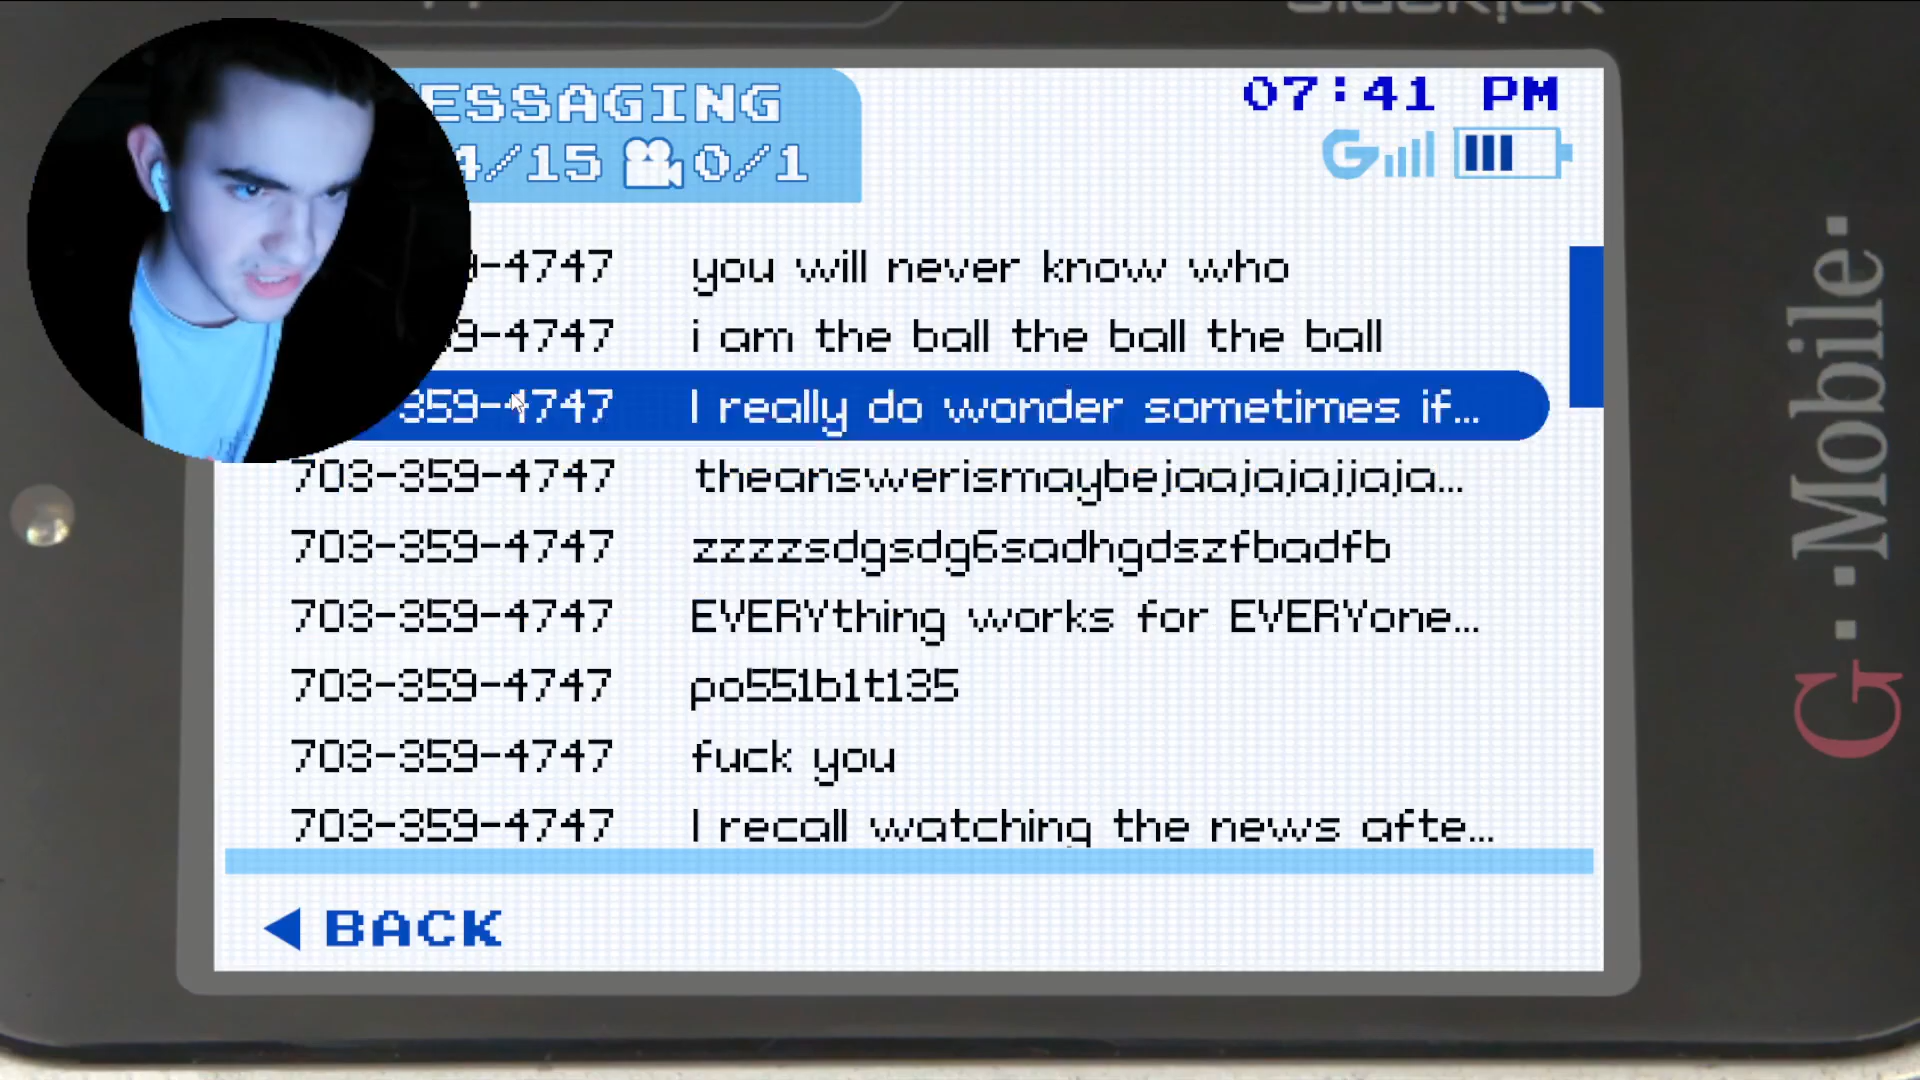 Sidekick
ESSAGING
4/15 0/1
07:41 PM
G
9-4747 you will never know who
59-4747 i am the ball the ball the ball
-359-4747 I really do wonder sometimes if...
703-359-4747 theanswerismaybejaajajajjaja...
703-359-4747 zzzzsdgsdg6sadhgdszfbadfb
703-359-4747 EVERYthing works for EVERYone...
703-359-4747 po551b1t135
703-359-4747 fuck you
703-359-4747 I recall watching the news afte...
BACK
G··Mobile·